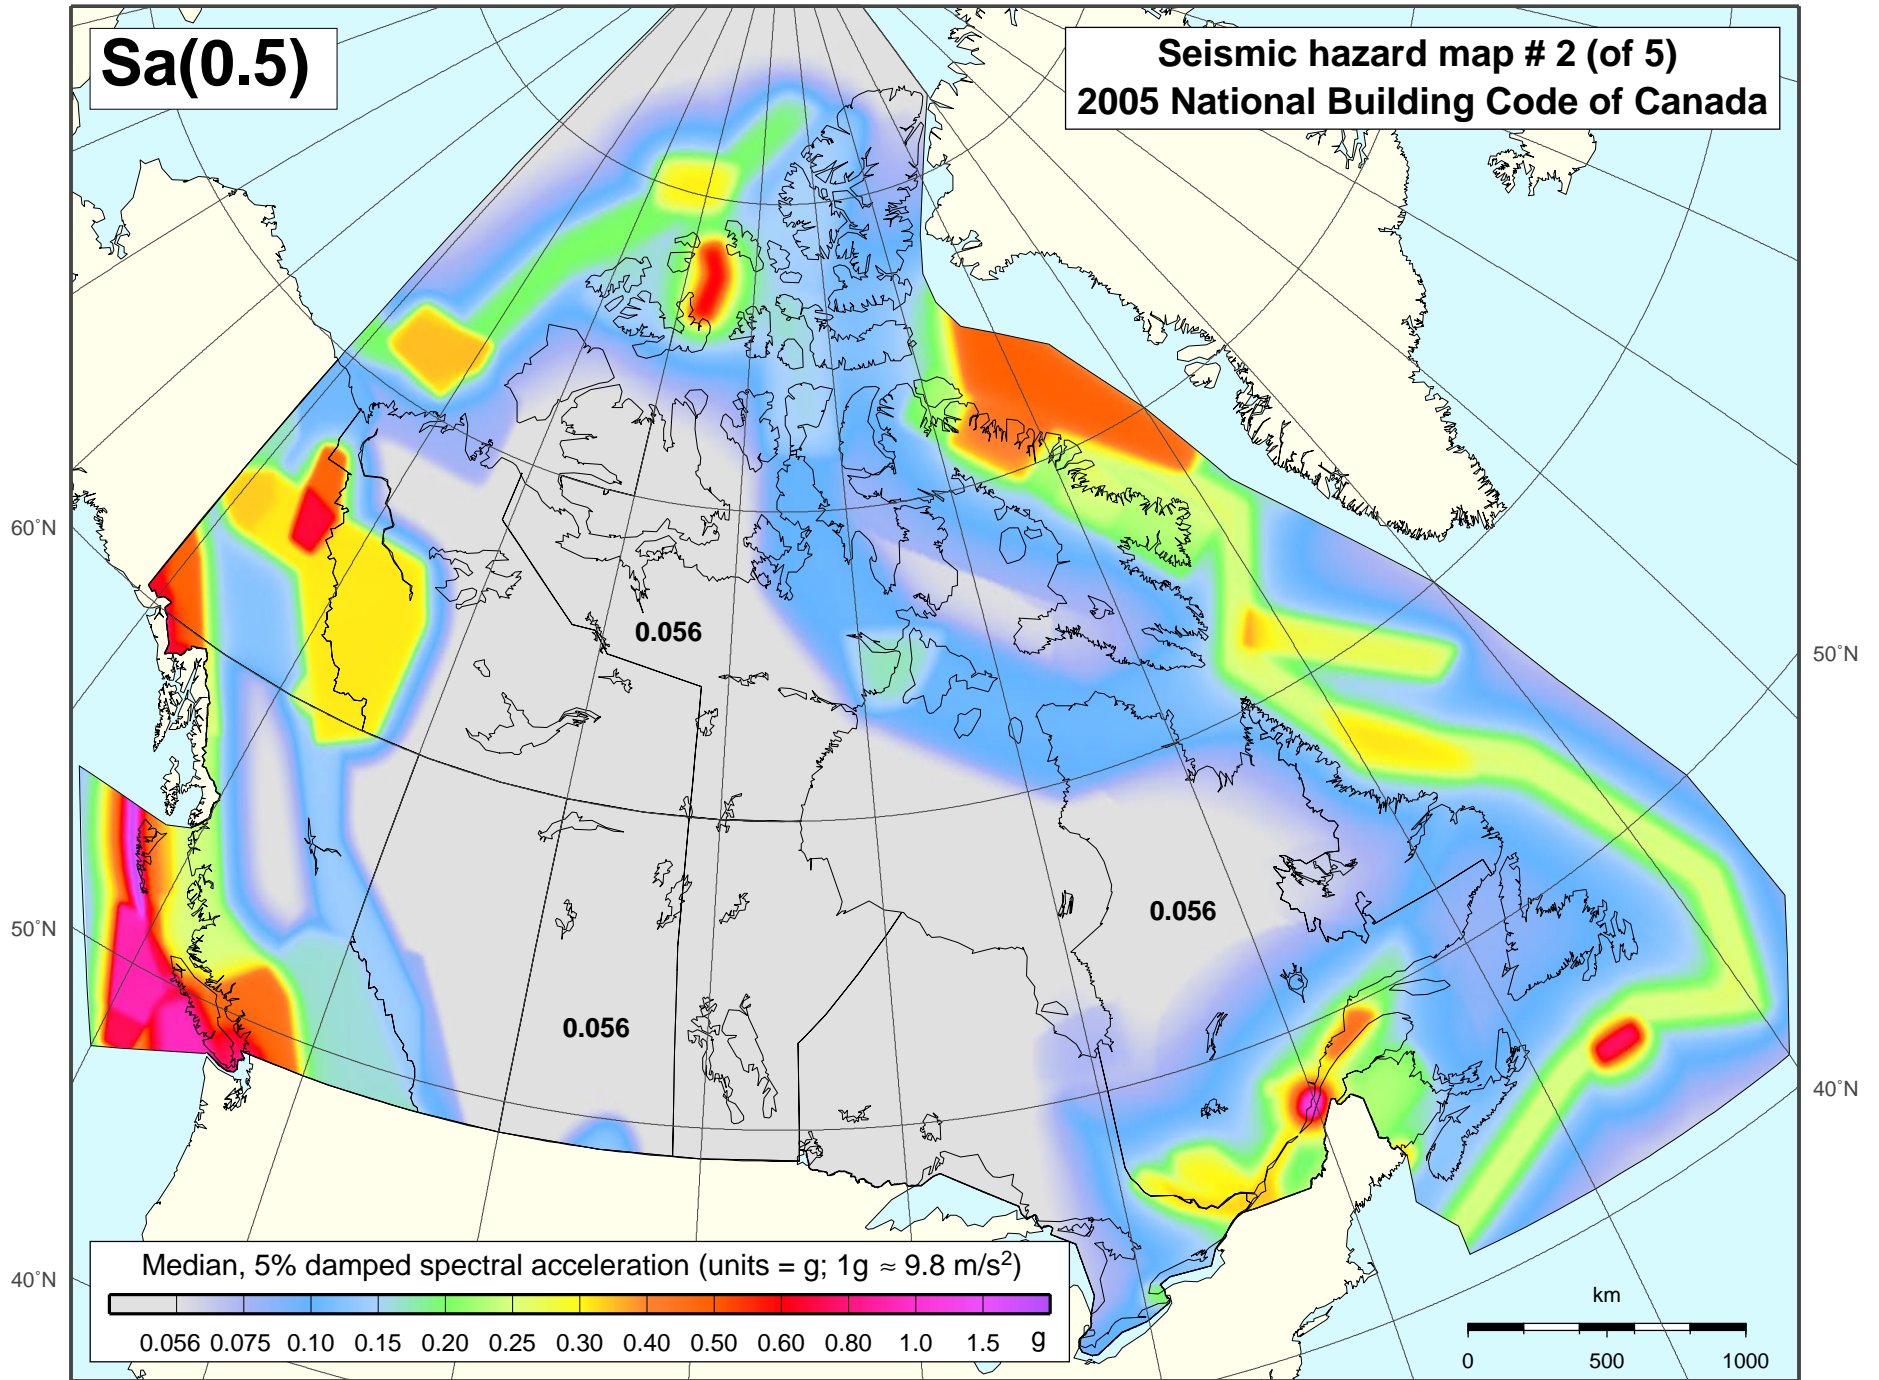 Sa(0.5)
Seismic hazard map # 2 (of 5)
2005 National Building Code of Canada
60°N
50°N
40°N
50°N
40°N
0.056
0.056
0.056
Median, 5% damped spectral acceleration (units = g; 1g ≈ 9.8 m/s²)
0.056 0.075 0.10 0.15 0.20 0.25 0.30 0.40 0.50 0.60 0.80 1.0 1.5 g
km
0 500 1000